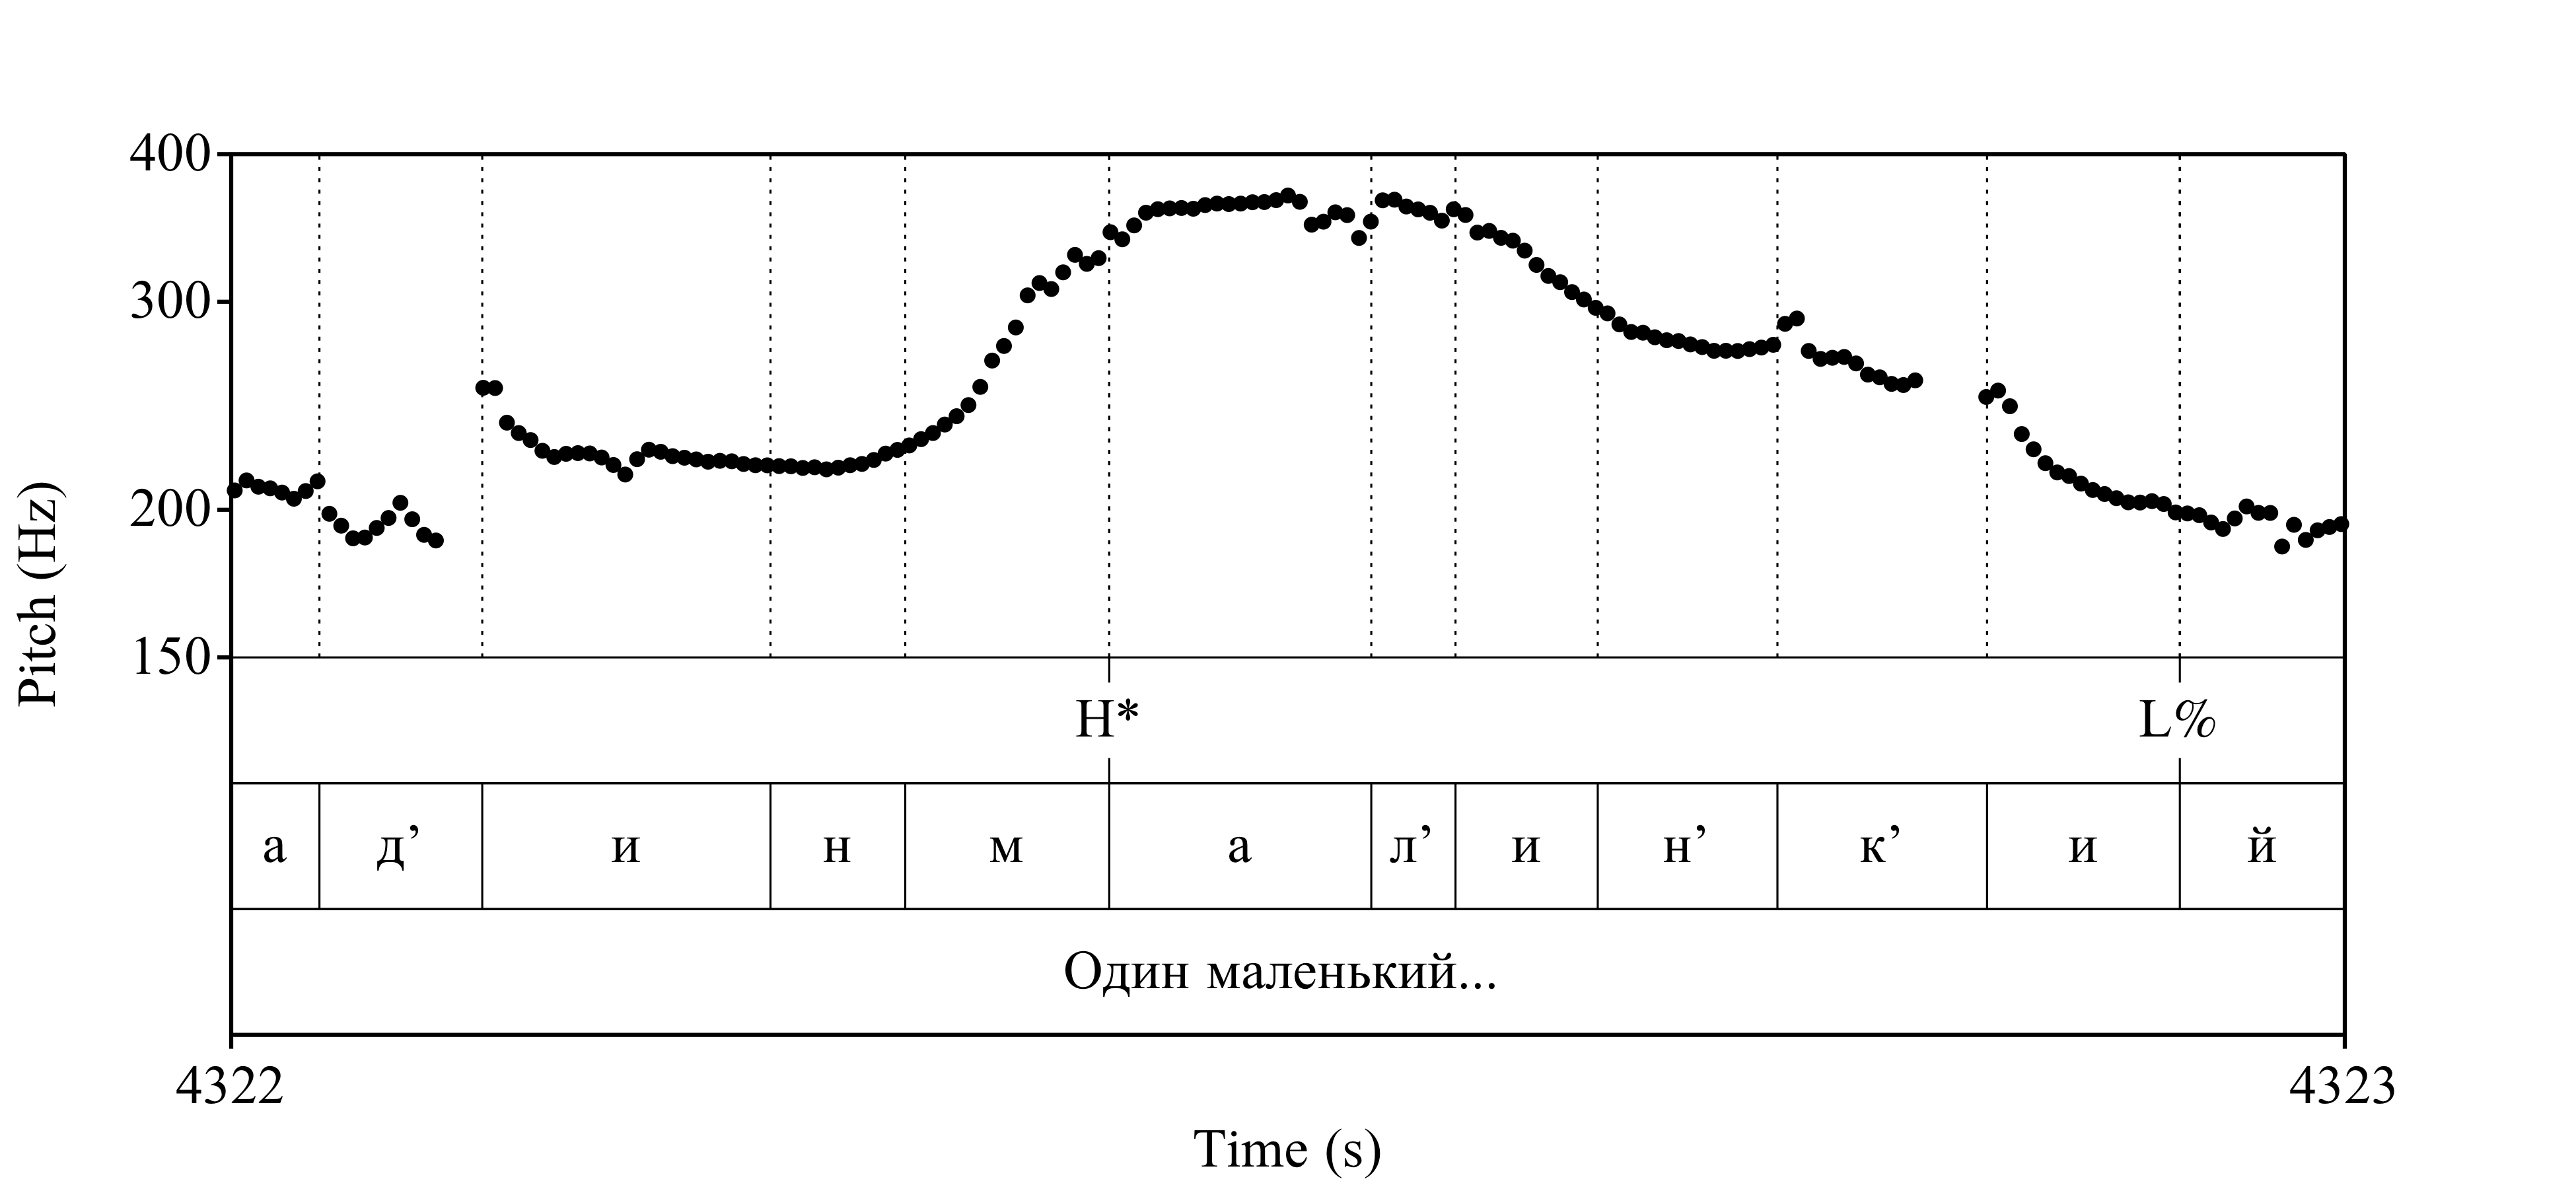 400
300
200
150
Pitch (Hz)
H* L%
а д’ и н м а л’ и н’ к’ и й
Один маленький...
4322 4323
Time (s)